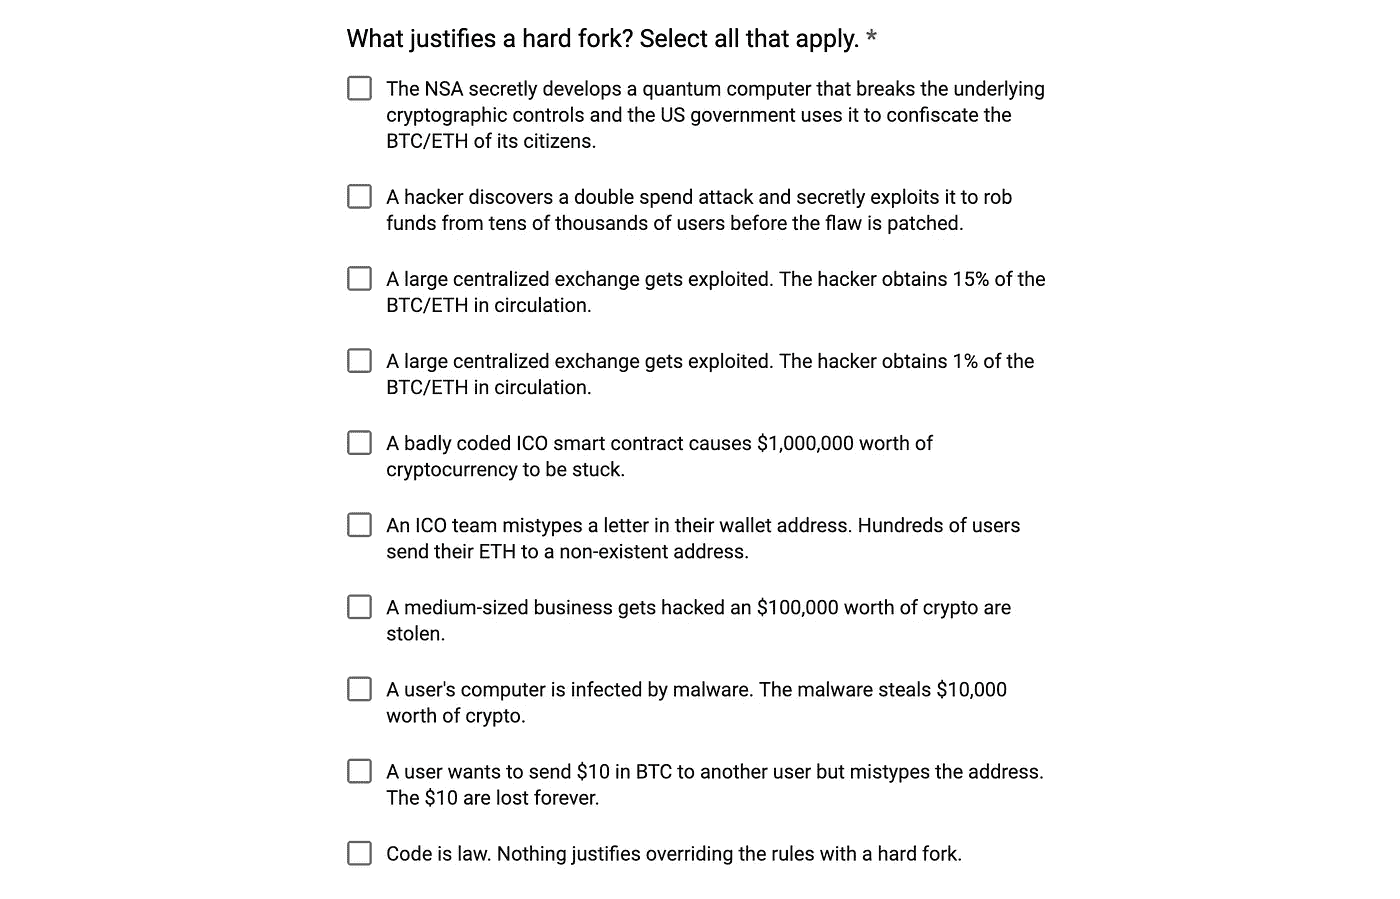 What justifies a hard fork? Select all that apply. *
The NSA secretly develops a quantum computer that breaks the underlying
cryptographic controls and the US government uses it to confiscate the
BTC/ETH of its citizens.
A hacker discovers a double spend attack and secretly exploits it to rob
funds from tens of thousands of users before the flaw is patched.
A large centralized exchange gets exploited. The hacker obtains 15% of the
BTC/ETH in circulation.
A large centralized exchange gets exploited. The hacker obtains 1% of the
BTC/ETH in circulation.
A badly coded ICO smart contract causes $1,000,000 worth of
cryptocurrency to be stuck.
An ICO team mistypes a letter in their wallet address. Hundreds of users
send their ETH to a non-existent address.
A medium-sized business gets hacked an $100,000 worth of crypto are
stolen.
A user's computer is infected by malware. The malware steals $10,000
worth of crypto.
A user wants to send $10 in BTC to another user but mistypes the address.
The $10 are lost forever.
Code is law. Nothing justifies overriding the rules with a hard fork.